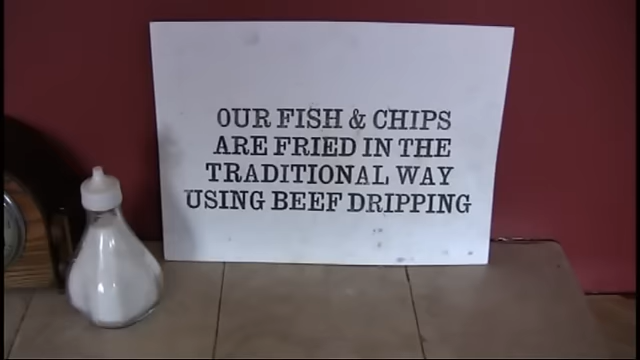 OUR FISH & CHIPS
ARE FRIED IN THE
TRADITIONAL WAY
USING BEEF DRIPPING